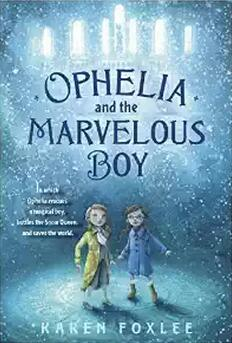 OPHELIA
and the
MARVELOUS
BOY
In which
Ophelia rescues
a magical boy,
battles the Snow Queen,
and saves the world.
KAREN FOXLEE